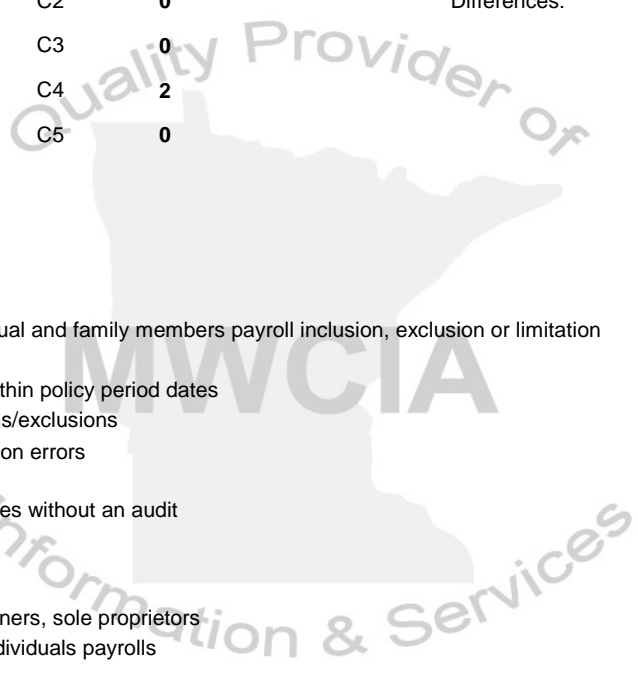 C2 0 Differences:
C3 0
C4 2
C5 0
Quality Provider of
ual and family members payroll inclusion, exclusion or limitation
MWCIA
thin policy period dates
s/exclusions
on errors
es without an audit
Information & Services
ners, sole proprietors
dividuals payrolls